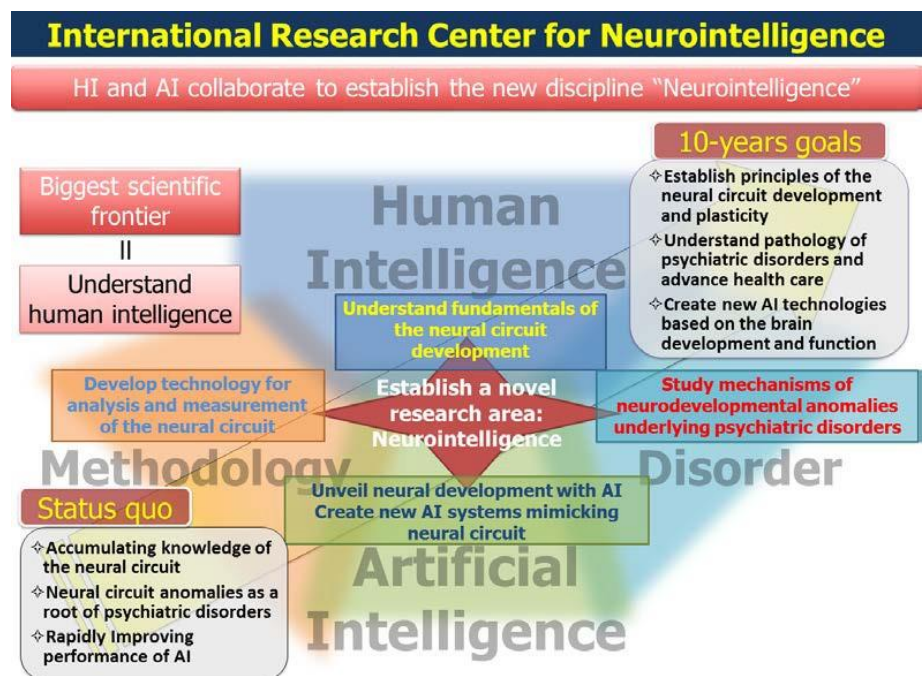 International Research Center for Neurointelligence
HI and AI collaborate to establish the new discipline “Neurointelligence”
10-years goals
✧Establish principles of the
neural circuit development
and plasticity
✧Understand pathology of
psychiatric disorders and
advance health care
✧Create new AI technologies
based on the brain
development and function
Biggest scientific
frontier
=
Understand
human intelligence
Human
Intelligence
Understand fundamentals of
the neural circuit
development
Develop technology for
analysis and measurement
of the neural circuit
Establish a novel
research area:
Neurointelligence
Study mechanisms of
neurodevelopmental anomalies
underlying psychiatric disorders
Methodology
Disorder
Unveil neural development with AI
Create new AI systems mimicking
neural circuit
Status quo
✧Accumulating knowledge of
the neural circuit
✧Neural circuit anomalies as a
root of psychiatric disorders
✧Rapidly Improving
performance of AI
Artificial
Intelligence